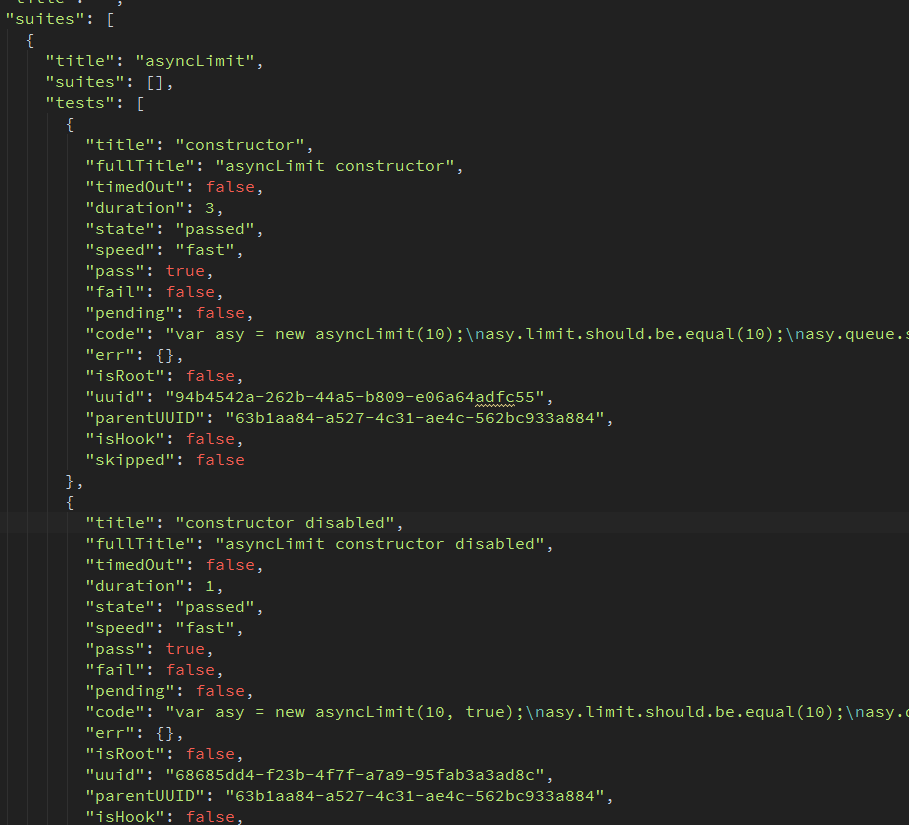 "suites": [
{
"title": "asyncLimit",
"suites": [],
"tests": [
{
"title": "constructor",
"fullTitle": "asyncLimit constructor",
"timedOut": false,
"duration": 3,
"state": "passed",
"speed": "fast",
"pass": true,
"fail": false,
"pending": false,
"code": "var asy = new asyncLimit(10);\nasy.limit.should.be.equal(10);\nasy.queue.s
"err": {},
"isRoot": false,
"uuid": "94b4542a-262b-44a5-b809-e06a64adfc55",
"parentUUID": "63b1aa84-a527-4c31-ae4c-562bc933a884",
"isHook": false,
"skipped": false
},
{
"title": "constructor disabled",
"fullTitle": "asyncLimit constructor disabled",
"timedOut": false,
"duration": 1,
"state": "passed",
"speed": "fast",
"pass": true,
"fail": false,
"pending": false,
"code": "var asy = new asyncLimit(10, true);\nasy.limit.should.be.equal(10);\nasy.
"err": {},
"isRoot": false,
"uuid": "68685dd4-f23b-4f7f-a7a9-95fab3a3ad8c",
"parentUUID": "63b1aa84-a527-4c31-ae4c-562bc933a884",
"isHook": false,